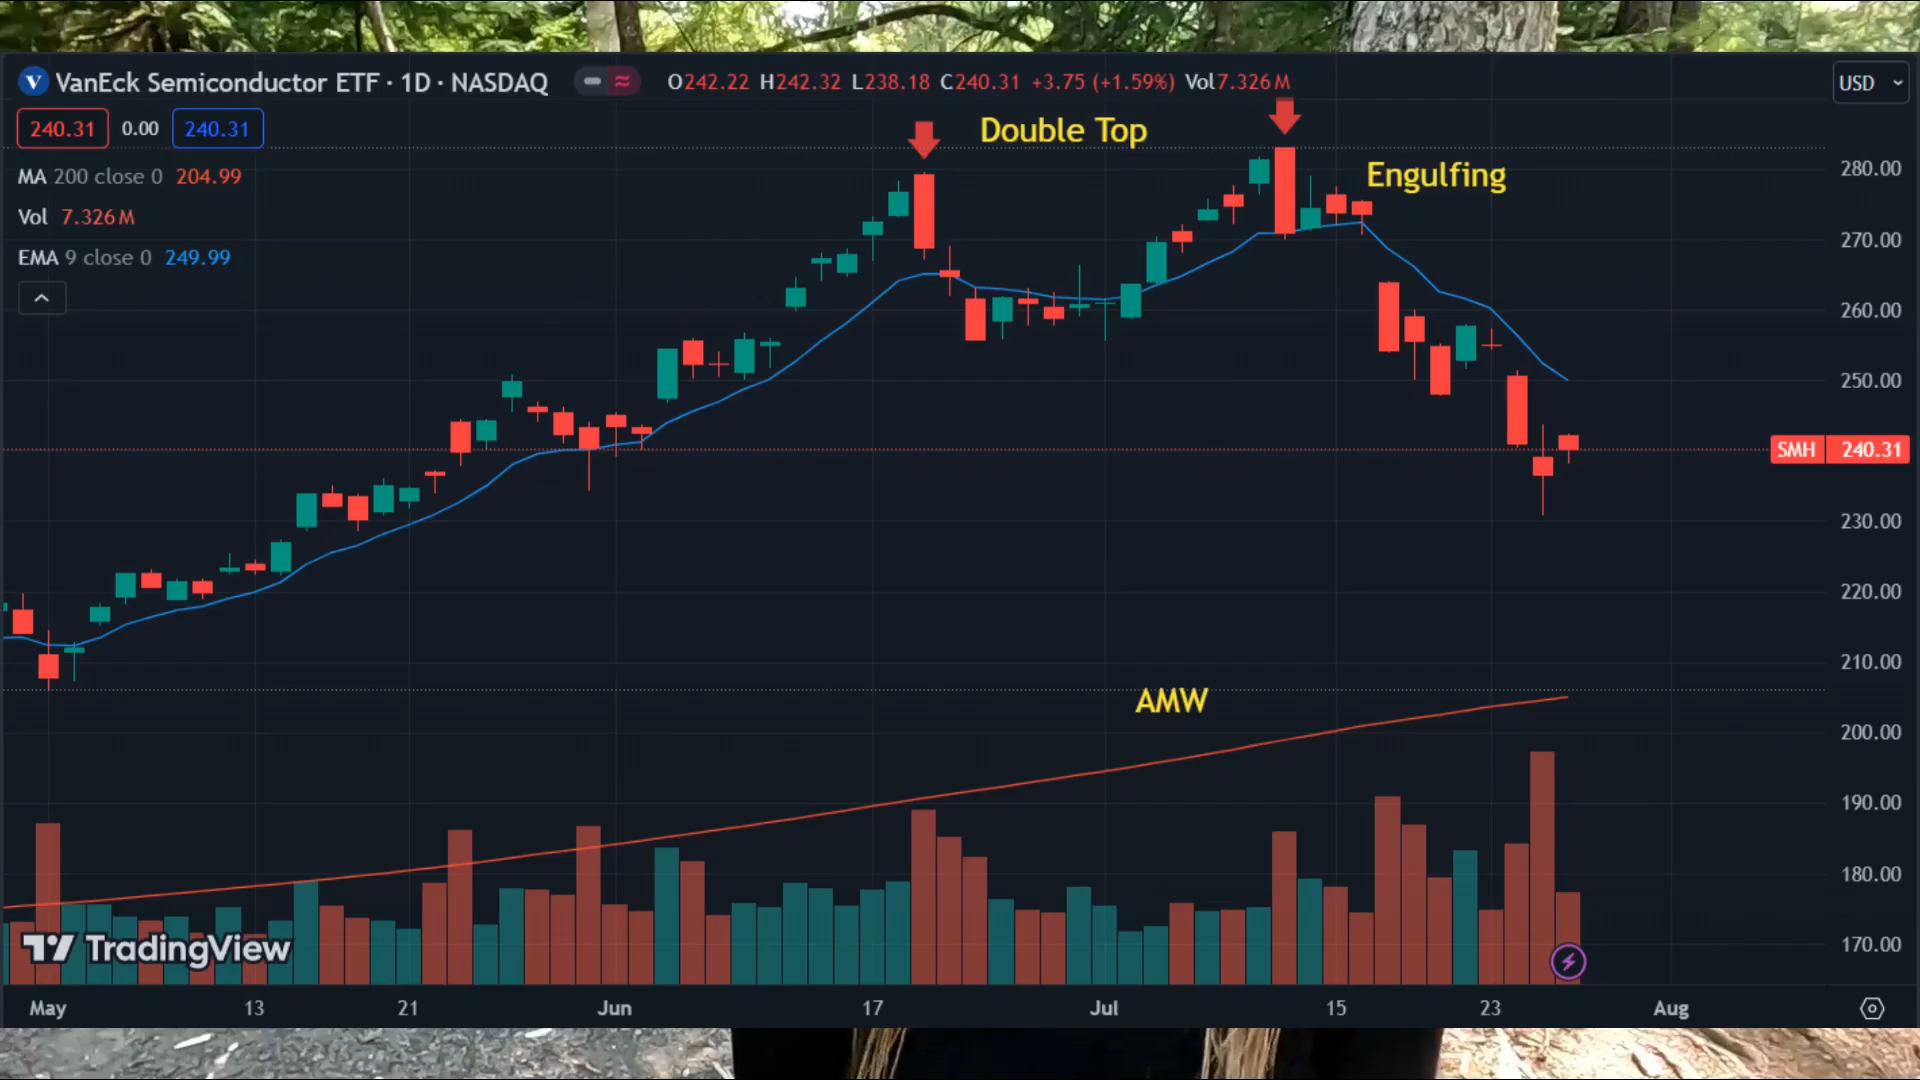 V VanEck Semiconductor ETF · 1D · NASDAQ O242.22 H242.32 L238.18 C240.31 +3.75 (+1.59%) Vol7.326M USD
240.31 0.00 240.31
Double Top
MA 200 close 0 204.99
Engulfing
Vol 7.326M
EMA 9 close 0 249.99
280.00
270.00
260.00
250.00
SMH 240.31
230.00
220.00
210.00
AMW
200.00
190.00
180.00
170.00
TradingView
May 13 21 Jun 17 Jul 15 23 Aug